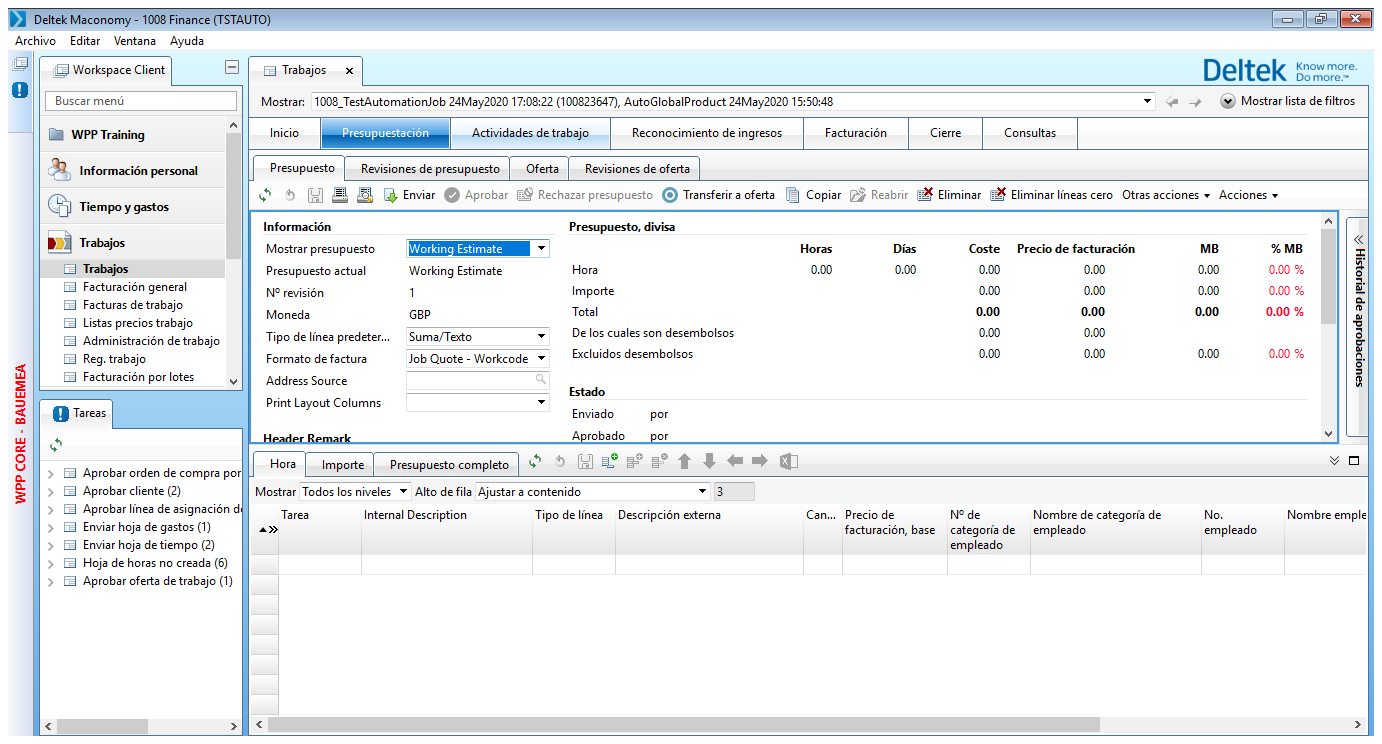 Deltek Maconomy - 1008 Finance (TSTAUTO)
Archivo Editar Ventana Ayuda
Workspace Client
Buscar menú
WPP Training
Información personal
Tiempo y gastos
Trabajos
Trabajos
Facturación general
Facturas de trabajo
Listas precios trabajo
Administración de trabajo
Reg. trabajo
Facturación por lotes
WPP CORE - BAUEMEA
Tareas
Aprobar orden de compra por
Aprobar cliente (2)
Aprobar línea de asignación de
Enviar hoja de gastos (1)
Enviar hoja de tiempo (2)
Hoja de horas no creada (6)
Aprobar oferta de trabajo (1)
Trabajos x
Deltek Know more.
Do more.™
Mostrar: 1008_TestAutomationJob 24May2020 17:08:22 (100823647), AutoGlobalProduct 24May2020 15:50:48 Mostrar lista de filtros
Inicio Presupuestación Actividades de trabajo Reconocimiento de ingresos Facturación Cierre Consultas
Presupuesto Revisiones de presupuesto Oferta Revisiones de oferta
Enviar Aprobar Rechazar presupuesto Transferir a oferta Copiar Reabrir Eliminar Eliminar líneas cero Otras acciones Acciones
Información
Mostrar presupuesto Working Estimate
Presupuesto actual Working Estimate
Nº revisión 1
Moneda GBP
Tipo de línea predeter... Suma/Texto
Formato de factura Job Quote - Workcode
Address Source
Print Layout Columns
Header Remark
Presupuesto, divisa
Horas Días Coste Precio de facturación MB % MB
Hora 0.00 0.00 0.00 0.00 0.00 0.00 %
Importe 0.00 0.00 0.00 0.00 %
Total 0.00 0.00 0.00 0.00 %
De los cuales son desembolsos 0.00 0.00
Excluidos desembolsos 0.00 0.00 0.00 0.00 %
Estado
Enviado por
Aprobado por
Historial de aprobaciones
Hora Importe Presupuesto completo
Mostrar Todos los niveles Alto de fila Ajustar a contenido 3
Tarea Internal Description Tipo de línea Descripción externa Can... Precio de facturación, base Nº de categoría de empleado Nombre de categoría de empleado No. empleado Nombre emple